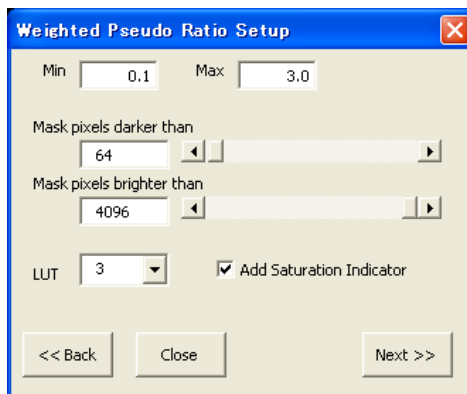 Weighted Pseudo Ratio Setup
Min 0.1 Max 3.0
Mask pixels darker than
64
Mask pixels brighter than
4096
LUT 3 Add Saturation Indicator
<< Back Close Next >>